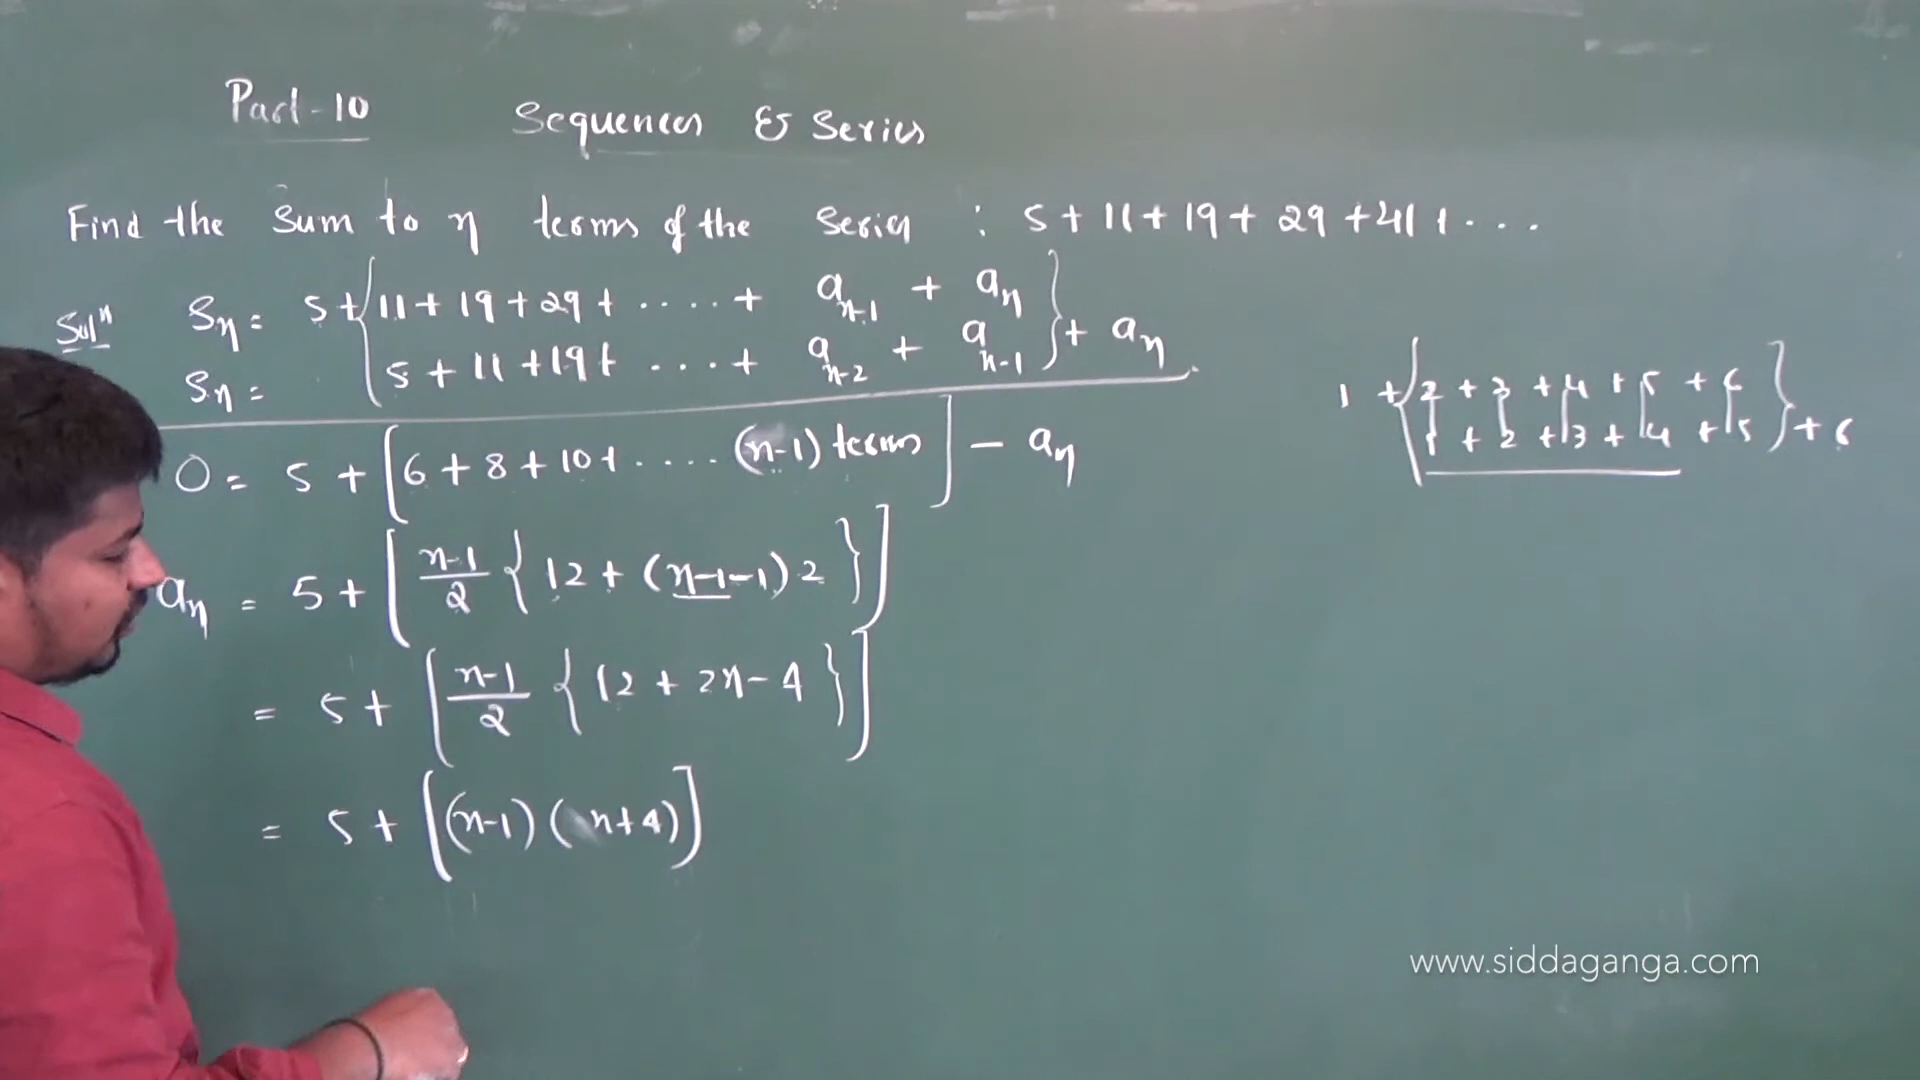 Part-10
Sequences & Series
Find the Sum to n terms of the Series : 5 + 11 + 19 + 29 + 41 + ...
Solⁿ Sn = 5 + { 11 + 19 + 29 + ..... + a_{n-1} + a_n }
Sn = { 5 + 11 + 19 + .... + a_{n-2} + a_{n-1} } + a_n
1 + { 2 + 3 + 4 + 5 + 6 }
{ 1 + 2 + 3 + 4 + 5 } + 6
0 = 5 + [ 6 + 8 + 10 + .... (n-1) terms ] - a_n
a_n = 5 + [ (n-1)/2 { 12 + (n-1-1) 2 } ]
= 5 + [ (n-1)/2 { 12 + 2n - 4 } ]
= 5 + [ (n-1) (n+4) ]
www.siddaganga.com